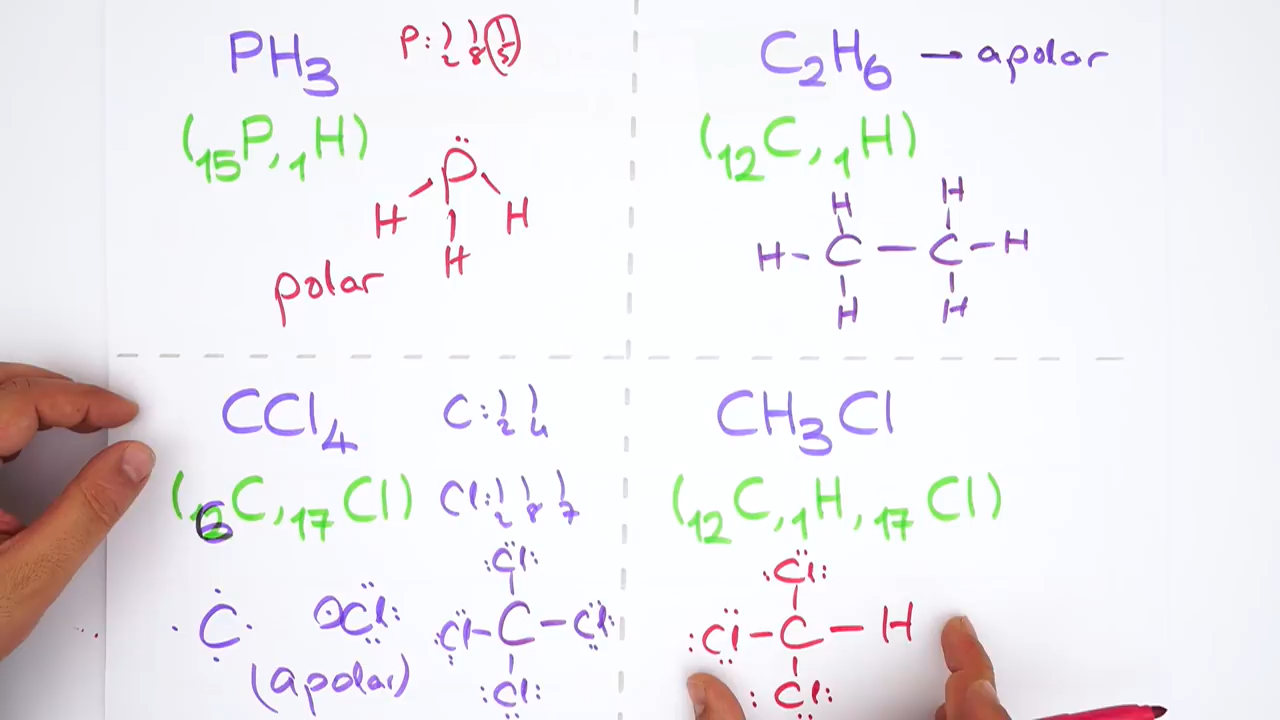 PH3
P: 2 8 5
(15P, 1H)
P
H H
H
polar
C2H6 — apolar
(12C, 1H)
H H
H - C — C - H
H H
CCl4
C: 2 4
(6C, 17Cl)
Cl: 2 8 7
C Cl
Cl
Cl - C - Cl
Cl
(apolar)
CH3Cl
(12C, 1H, 17Cl)
Cl
Cl - C - H
Cl